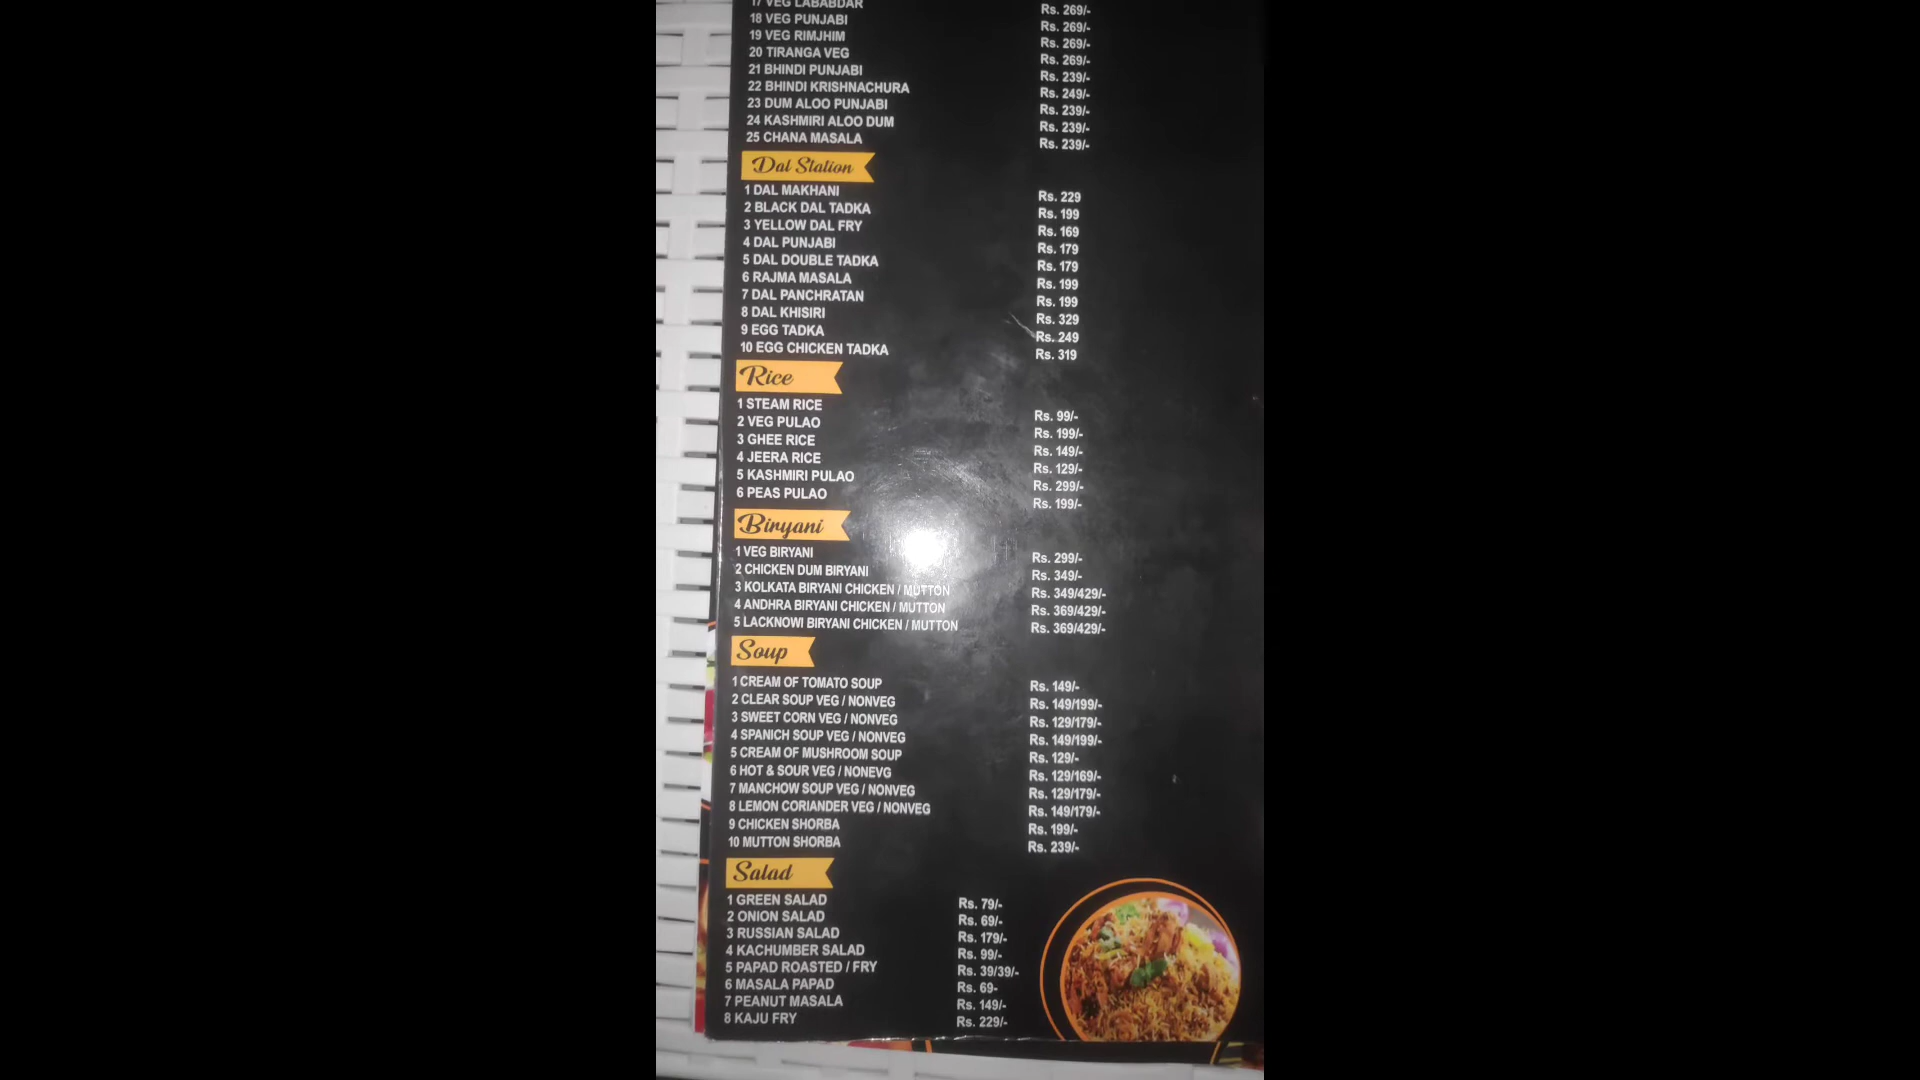 17 VEG LABABDAR Rs. 269/-
18 VEG PUNJABI Rs. 269/-
19 VEG RIMJHIM Rs. 269/-
20 TIRANGA VEG Rs. 269/-
21 BHINDI PUNJABI Rs. 239/-
22 BHINDI KRISHNACHURA Rs. 249/-
23 DUM ALOO PUNJABI Rs. 239/-
24 KASHMIRI ALOO DUM Rs. 239/-
25 CHANA MASALA Rs. 239/-
Dal Station
1 DAL MAKHANI Rs. 229
2 BLACK DAL TADKA Rs. 199
3 YELLOW DAL FRY Rs. 169
4 DAL PUNJABI Rs. 179
5 DAL DOUBLE TADKA Rs. 179
6 RAJMA MASALA Rs. 199
7 DAL PANCHRATAN Rs. 199
8 DAL KHISIRI Rs. 329
9 EGG TADKA Rs. 249
10 EGG CHICKEN TADKA Rs. 319
Rice
1 STEAM RICE Rs. 99/-
2 VEG PULAO Rs. 199/-
3 GHEE RICE Rs. 149/-
4 JEERA RICE Rs. 129/-
5 KASHMIRI PULAO Rs. 299/-
6 PEAS PULAO Rs. 199/-
Biryani
1 VEG BIRYANI Rs. 299/-
2 CHICKEN DUM BIRYANI Rs. 349/-
3 KOLKATA BIRYANI CHICKEN / MUTTON Rs. 349/429/-
4 ANDHRA BIRYANI CHICKEN / MUTTON Rs. 369/429/-
5 LACKNOWI BIRYANI CHICKEN / MUTTON Rs. 369/429/-
Soup
1 CREAM OF TOMATO SOUP Rs. 149/-
2 CLEAR SOUP VEG / NONVEG Rs. 149/199/-
3 SWEET CORN VEG / NONVEG Rs. 129/179/-
4 SPANICH SOUP VEG / NONVEG Rs. 149/199/-
5 CREAM OF MUSHROOM SOUP Rs. 129/-
6 HOT & SOUR VEG / NONEVG Rs. 129/169/-
7 MANCHOW SOUP VEG / NONVEG Rs. 129/179/-
8 LEMON CORIANDER VEG / NONVEG Rs. 149/179/-
9 CHICKEN SHORBA Rs. 199/-
10 MUTTON SHORBA Rs. 239/-
Salad
1 GREEN SALAD Rs. 79/-
2 ONION SALAD Rs. 69/-
3 RUSSIAN SALAD Rs. 179/-
4 KACHUMBER SALAD Rs. 99/-
5 PAPAD ROASTED / FRY Rs. 39/39/-
6 MASALA PAPAD Rs. 69-
7 PEANUT MASALA Rs. 149/-
8 KAJU FRY Rs. 229/-